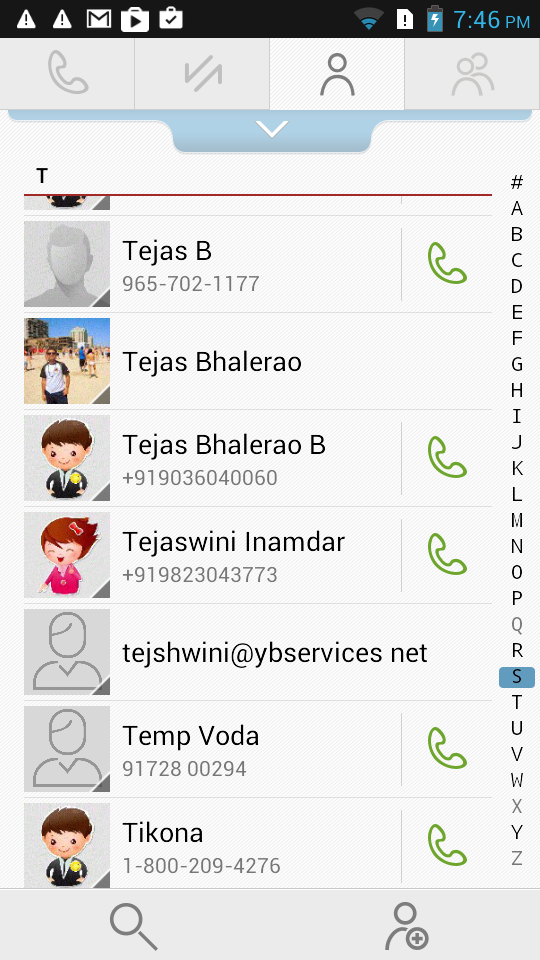 7:46 PM
T
Tejas B
965-702-1177
Tejas Bhalerao
Tejas Bhalerao B
+919036040060
Tejaswini Inamdar
+919823043773
tejshwini@ybservices net
Temp Voda
91728 00294
Tikona
1-800-209-4276
#
A
B
C
D
E
F
G
H
I
J
K
L
M
N
O
P
Q
R
S
T
U
V
W
X
Y
Z